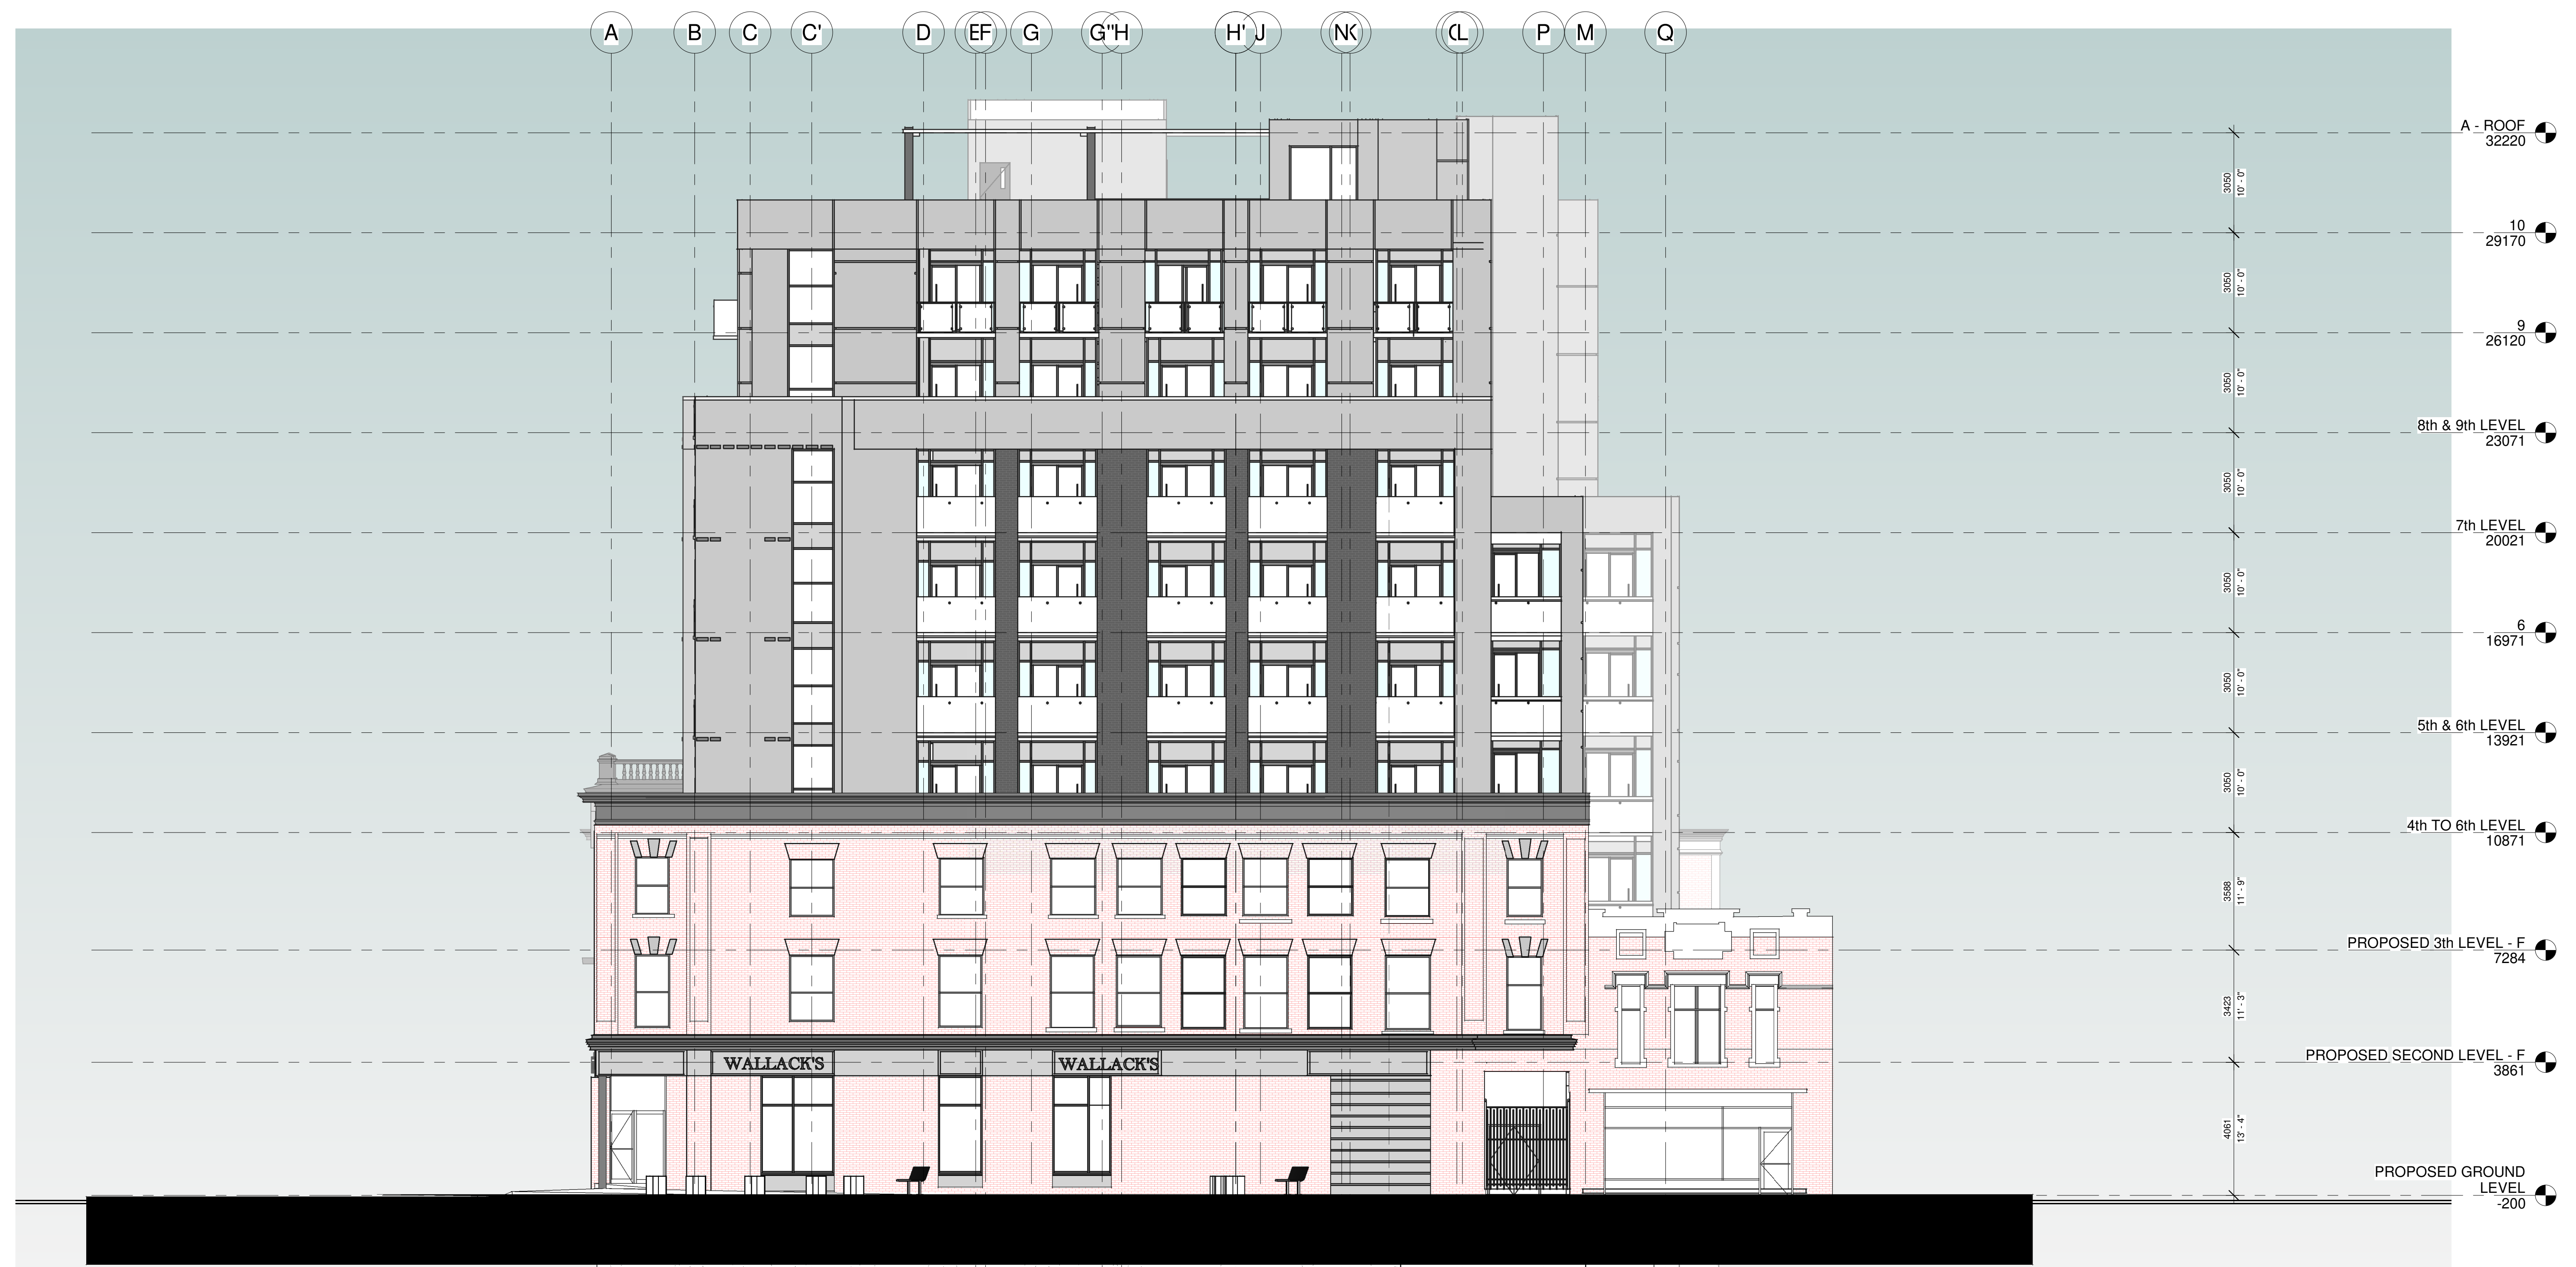 A B C C' D E F G G" H H' J N K L P M Q
A - ROOF
32220
3050
10' - 0"
10
29170
3050
10' - 0"
9
26120
3050
10' - 0"
8th & 9th LEVEL
23071
3050
10' - 0"
7th LEVEL
20021
3050
10' - 0"
6
16971
3050
10' - 0"
5th & 6th LEVEL
13921
3050
10' - 0"
4th TO 6th LEVEL
10871
3588
11' - 9"
PROPOSED 3th LEVEL - F
7284
3423
11' - 3"
PROPOSED SECOND LEVEL - F
3861
WALLACK'S WALLACK'S
4061
13' - 4"
PROPOSED GROUND
LEVEL
-200